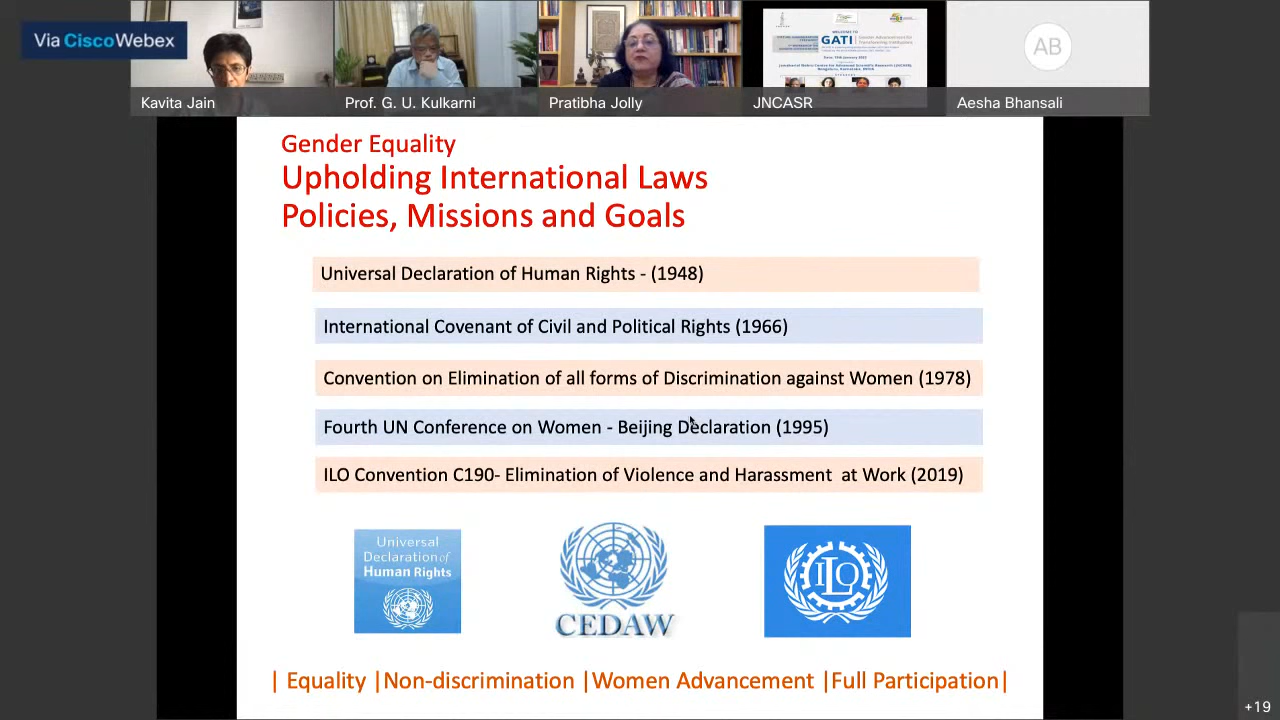 Via CiscoWebex
Kavita Jain
Prof. G. U. Kulkarni
Pratibha Jolly
WELCOME TO
GATI
JNCASR
AB
Aesha Bhansali
Gender Equality
Upholding International Laws
Policies, Missions and Goals
Universal Declaration of Human Rights - (1948)
International Covenant of Civil and Political Rights (1966)
Convention on Elimination of all forms of Discrimination against Women (1978)
Fourth UN Conference on Women - Beijing Declaration (1995)
ILO Convention C190- Elimination of Violence and Harassment at Work (2019)
Universal
Declaration of
Human Rights
CEDAW
ILO
| Equality |Non-discrimination |Women Advancement |Full Participation|
+19